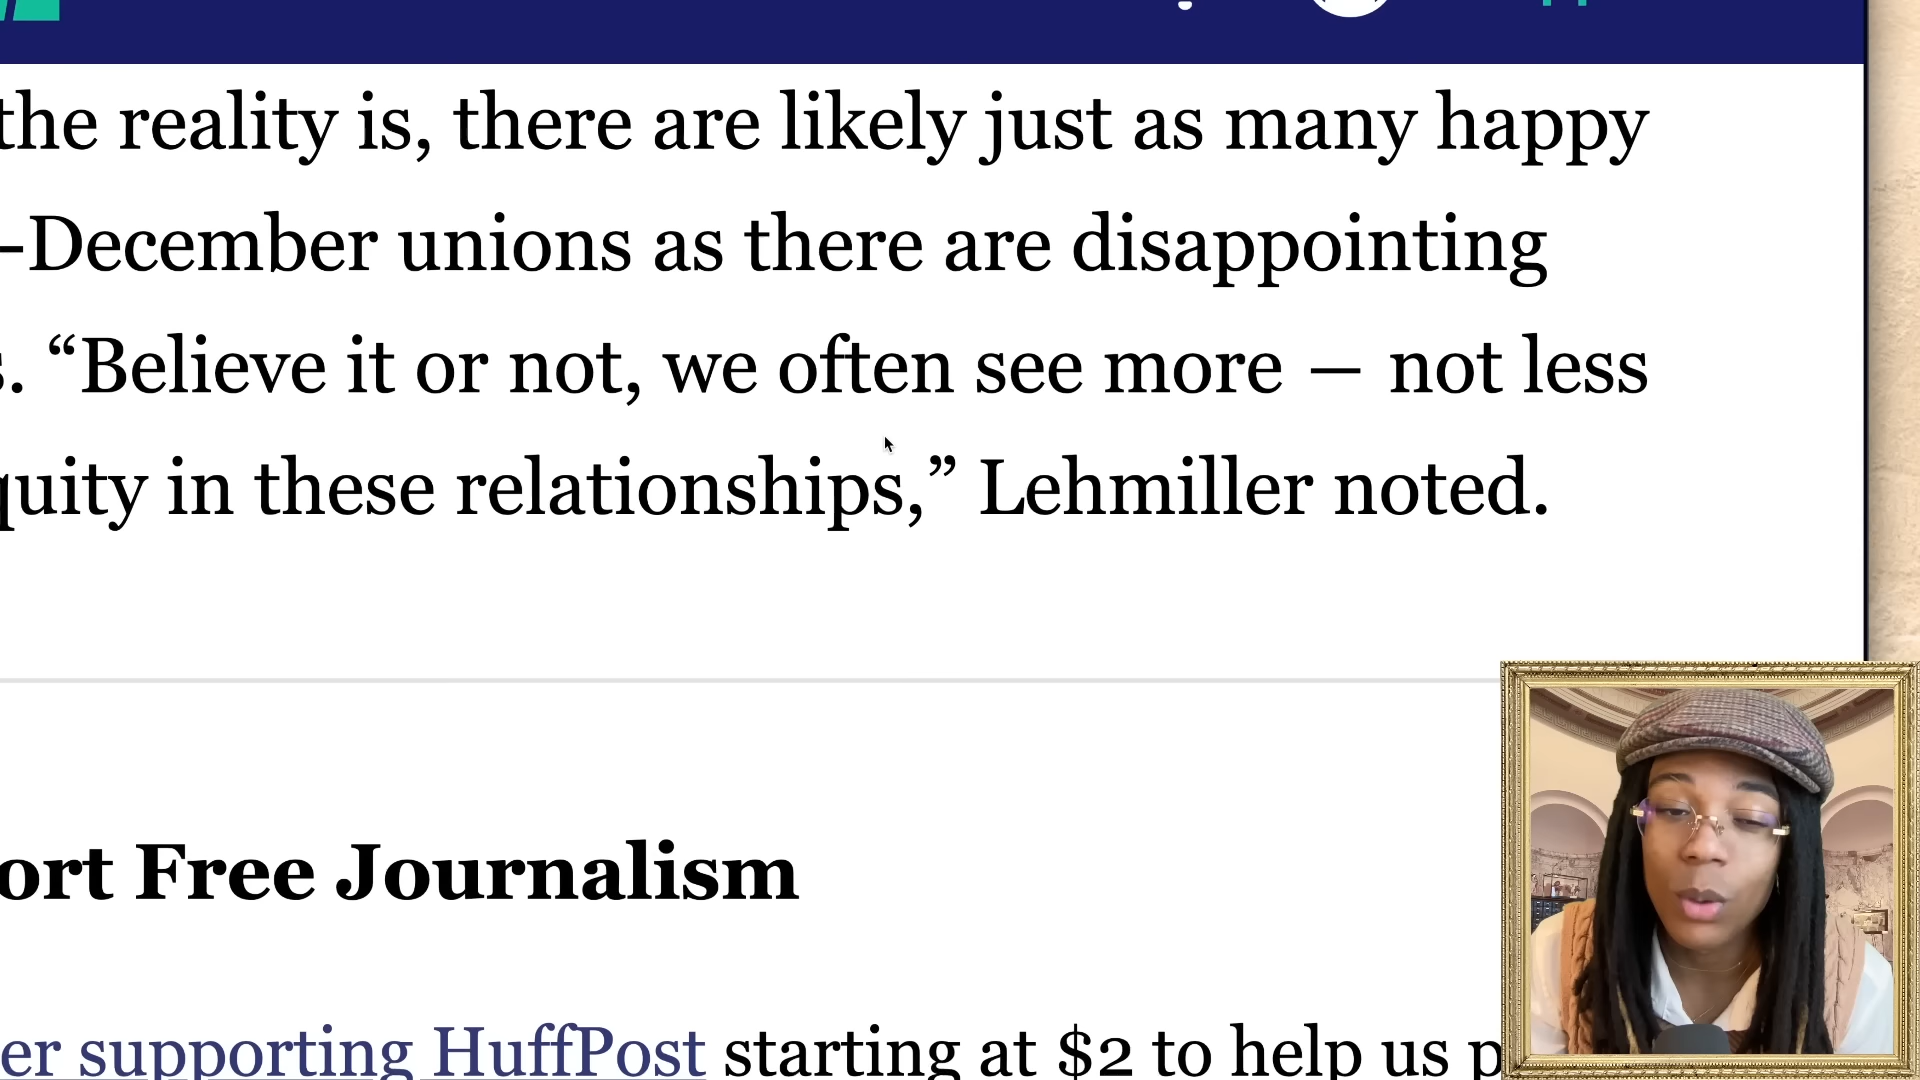 the reality is, there are likely just as many happy
-December unions as there are disappointing
s. “Believe it or not, we often see more — not less
quity in these relationships,” Lehmiller noted.
ort Free Journalism
er supporting HuffPost starting at $2 to help us p